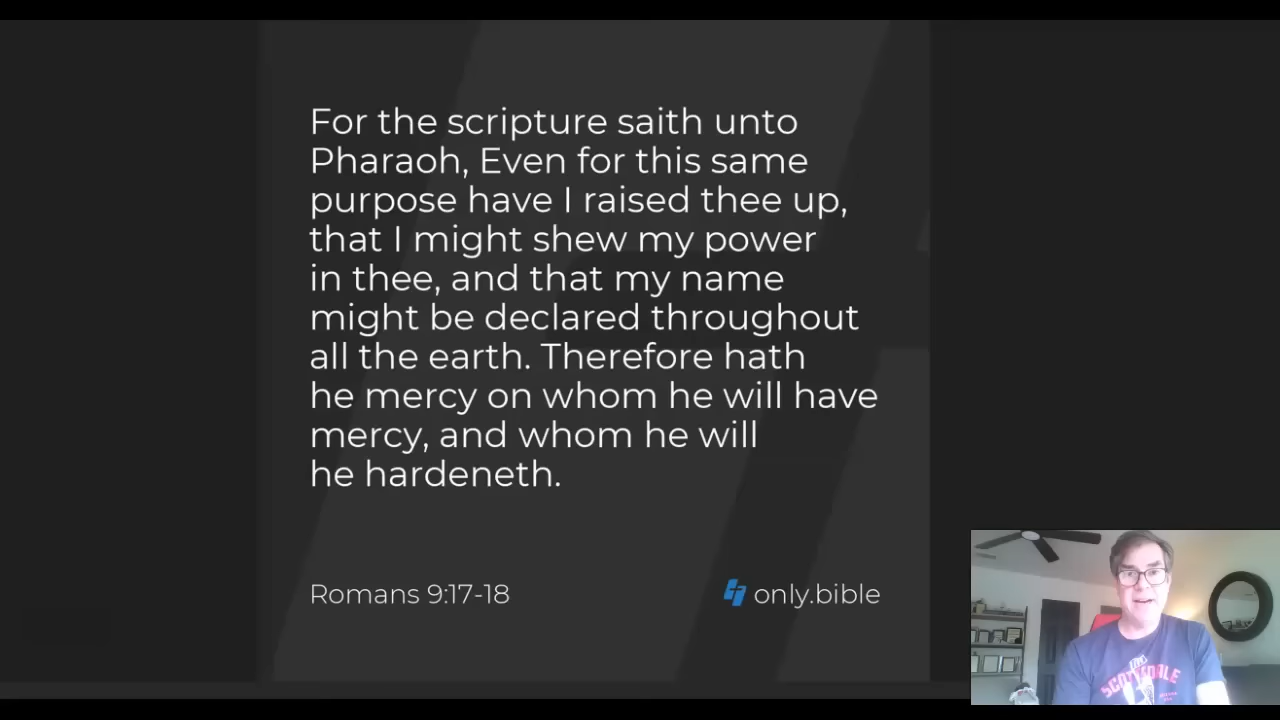 For the scripture saith unto
Pharaoh, Even for this same
purpose have I raised thee up,
that I might shew my power
in thee, and that my name
might be declared throughout
all the earth. Therefore hath
he mercy on whom he will have
mercy, and whom he will
he hardeneth.
Romans 9:17-18
only.bible
SCOTTSDALE